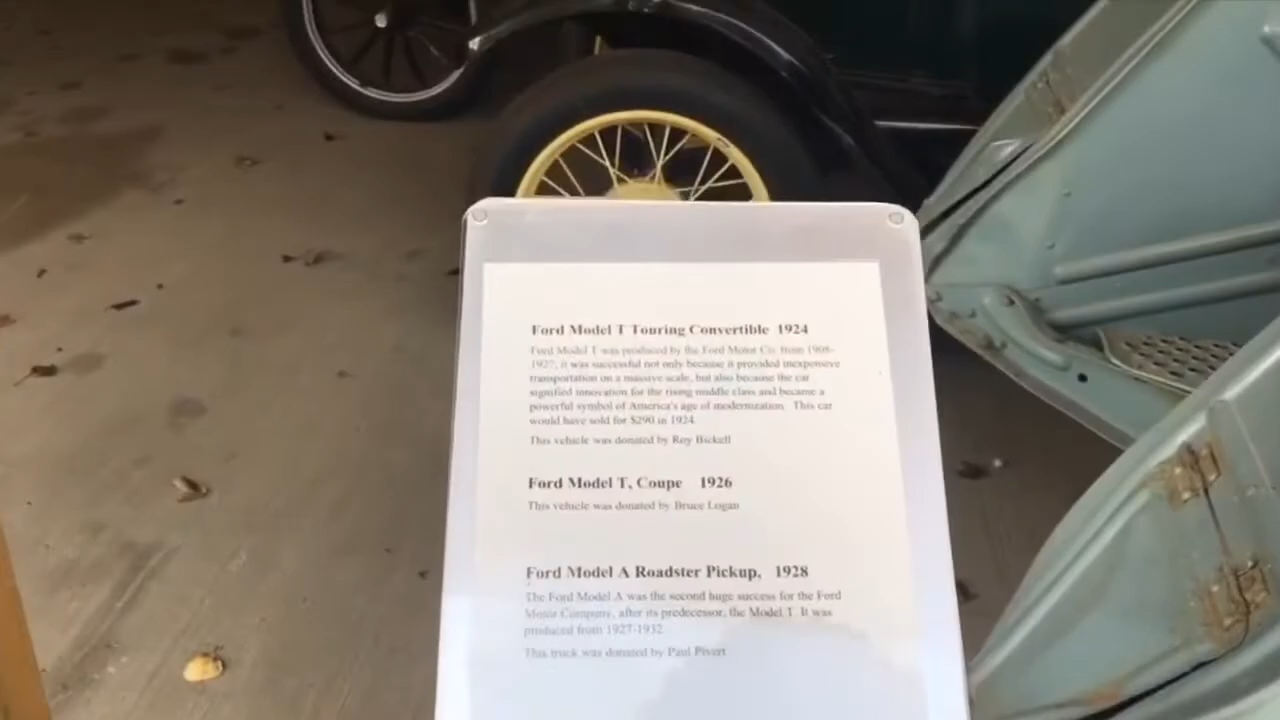 Ford Model T Touring Convertible 1924
Ford Model T was produced by the Ford Motor Co. from 1908-
1927, it was successful not only because it provided inexpensive
transportation on a massive scale, but also because the car
signified innovation for the rising middle class and became a
powerful symbol of America's age of modernization. This car
would have sold for $290 in 1924.
This vehicle was donated by Roy Bickell
Ford Model T, Coupe 1926
This vehicle was donated by Bruce Logan
Ford Model A Roadster Pickup, 1928
The Ford Model A was the second huge success for the Ford
Motor Company, after its predecessor, the Model T. It was
produced from 1927-1932
This truck was donated by Paul Pivert